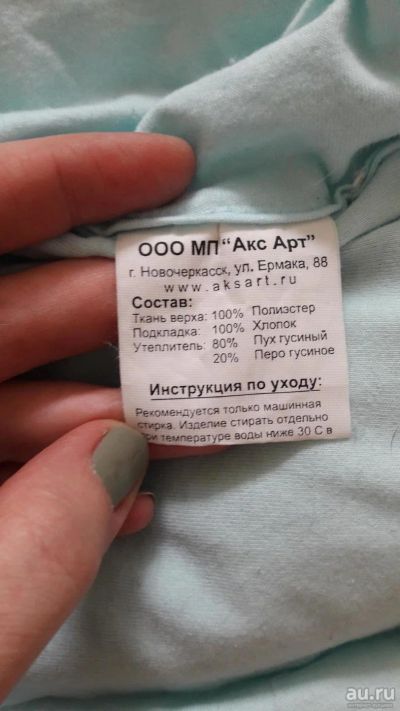 ООО МП "Акс Арт"
г. Новочеркасск, ул. Ермака, 88
www.aksart.ru
Состав:
Ткань верха: 100% Полиэстер
Подкладка: 100% Хлопок
Утеплитель: 80% Пух гусиный
20% Перо гусиное
Инструкция по уходу:
Рекомендуется только машинная
стирка. Изделие стирать отдельно
при температуре воды ниже 30 С в
au.ru